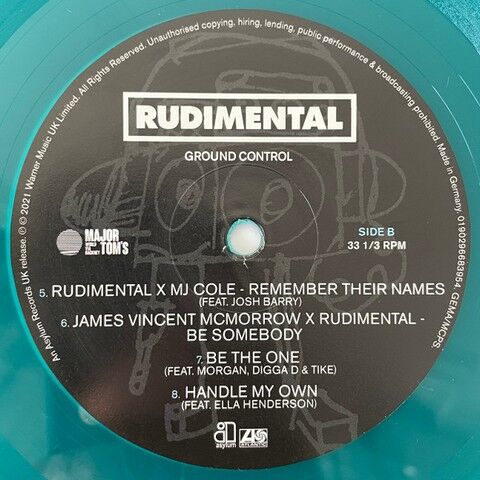 An Asylum Records UK release. ℗ © 2021 Warner Music UK Limited. All Rights Reserved. Unauthorised copying, hiring, lending, public performance & broadcasting prohibited. Made in Germany. 0190296683954. GEMA/MCPS.
RUDIMENTAL
GROUND CONTROL
MAJOR
TOM'S
SIDE B
33 1/3 RPM
5. RUDIMENTAL X MJ COLE - REMEMBER THEIR NAMES
(FEAT. JOSH BARRY)
6. JAMES VINCENT MCMORROW X RUDIMENTAL -
BE SOMEBODY
7. BE THE ONE
(FEAT. MORGAN, DIGGA D & TIKE)
8. HANDLE MY OWN
(FEAT. ELLA HENDERSON)
asylum
ATLANTIC